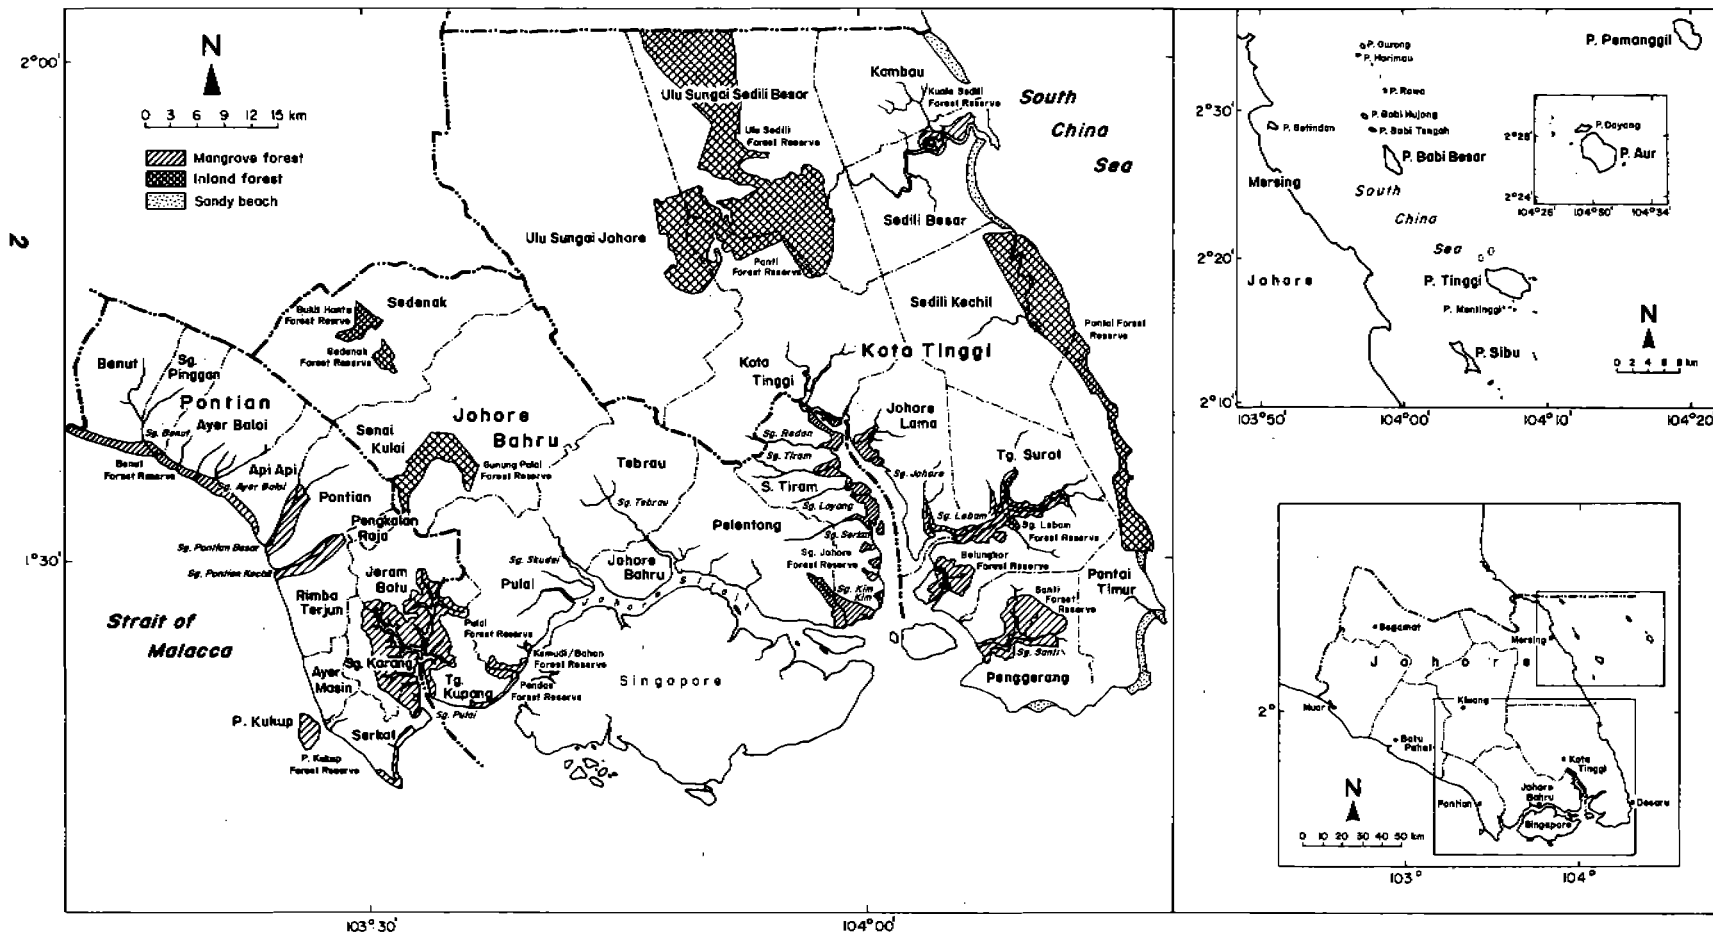 2
N
0 3 6 9 12 15 km
Mangrove forest
Inland forest
Sandy beach
2°00'
1°30'
103°30'
104°00'
Kambau
Kuala Sedili
Forest Reserve
South
China
Sea
Ulu Sungai Sedili Besar
Ulu Sedili
Forest Reserve
Sedili Besar
Ulu Sungai Johore
Panti
Forest Reserve
Sedili Kechil
Pantai Forest
Reserve
Sedenak
Bukit Hantu
Forest Reserve
Sedenak
Forest Reserve
Benut
Sg.
Pinggan
Pontian
Ayer Baloi
Sg. Benut
Benut
Forest Reserve
Sg. Ayer Baloi
Api Api
Senai
Kulai
Johore
Bahru
Gunung Pulai
Forest Reserve
Kota
Tinggi
Kota Tinggi
Johore
Lama
Sg. Redan
Sg. Tiram
S. Tiram
Sg. Layang
Sg. Johore
Tg. Surat
Tebrau
Sg. Tebrau
Pelentong
Sg. Lebam
Sg. Lebam
Forest Reserve
Pontian
Pengkalan
Raja
Sg. Pontian Besar
Sg. Pontian Kechil
Sg. Serkat
Sg. Johore
Forest Reserve
Sg. Kim
Kim
Belungkor
Forest Reserve
Santi
Forest
Reserve
Sg. Santi
Pantai
Timur
Penggerang
Sg. Skudai
Johore
Bahru
Johore Strait
Pulai
Jeram
Batu
Rimba
Terjun
Pulai
Forest Reserve
Kemudi/Bahan
Forest Reserve
Pendas
Forest Reserve
Strait of
Malacca
Sg. Karang
Ayer
Masin
Tg.
Kupang
Sg. Pulai
Singapore
P. Kukup
P. Kukup
Forest Reserve
Serkat
P. Pemanggil
P. Gurong
P. Harimau
P. Rawa
2°30'
P. Babi Hujong
P. Babi Tengah
P. Setindan
P. Babi Besar
P. Dayang
P. Aur
2°28'
2°24'
104°26'
104°30'
104°34'
Mersing
South
China
Sea
2°20'
Johore
P. Tinggi
P. Mentinggi
P. Sibu
N
0 2 4 6 8 km
2°10'
103°50'
104°00'
104°10'
104°20'
Segamat
Mersing
Johore
Kluang
Muar
2°
Batu
Pahat
Kota
Tinggi
Johore
Bahru
Pontian
Desaru
Singapore
N
0 10 20 30 40 50 km
103°
104°